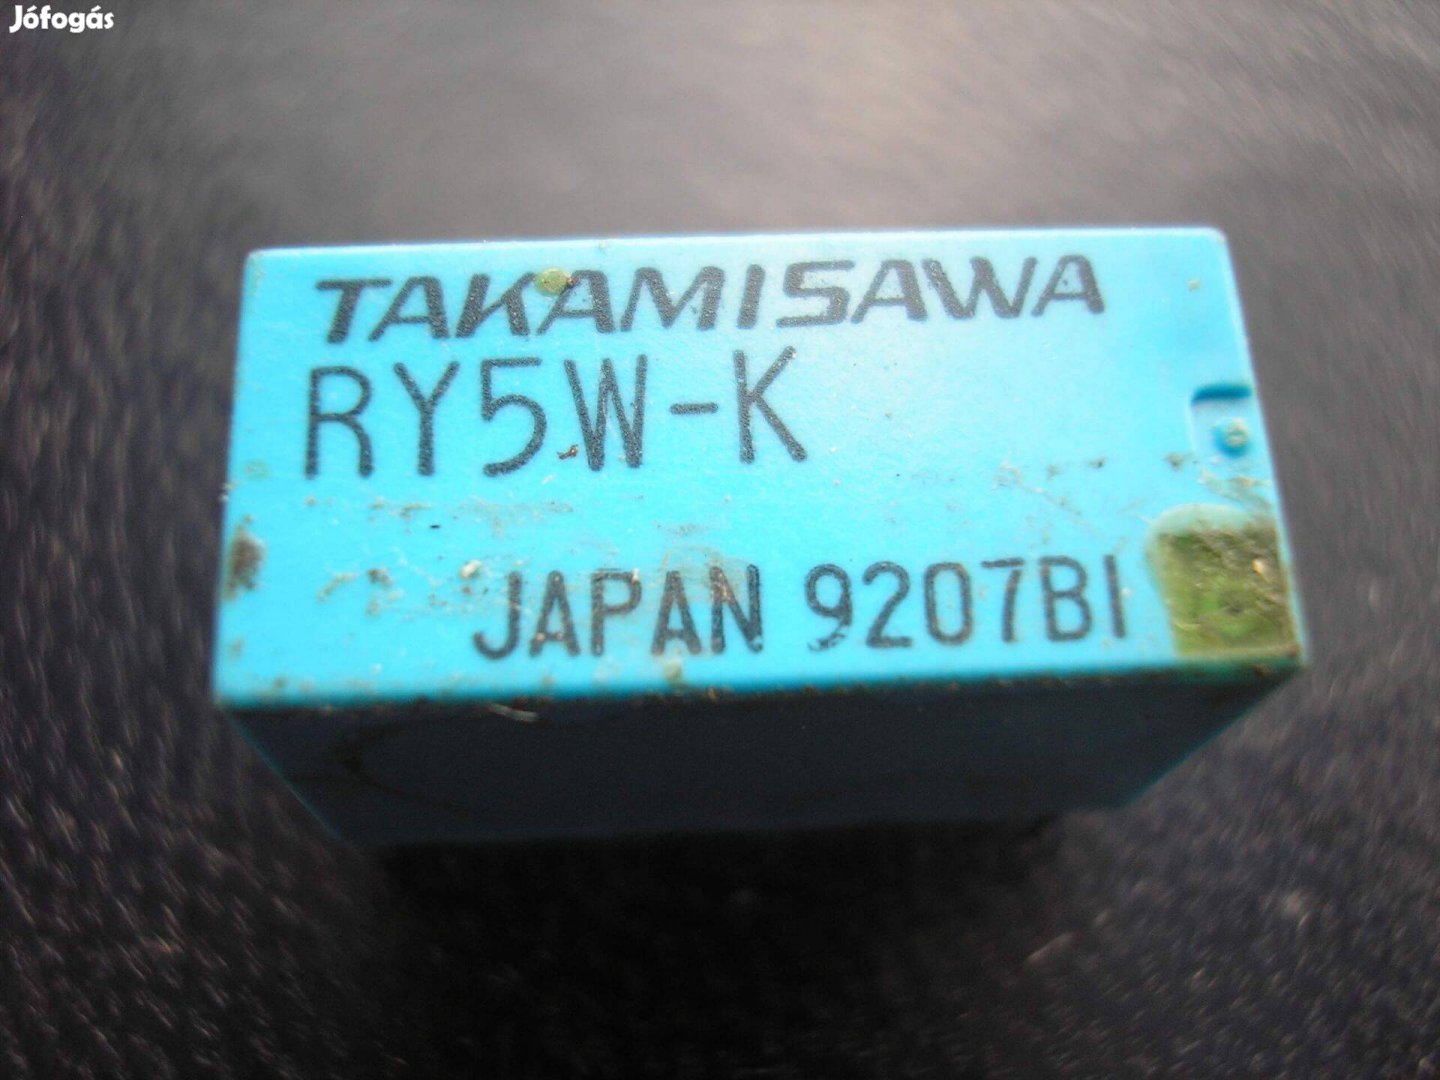 Jófogás
TAKAMISAWA
RY5W-K
JAPAN 9207BI